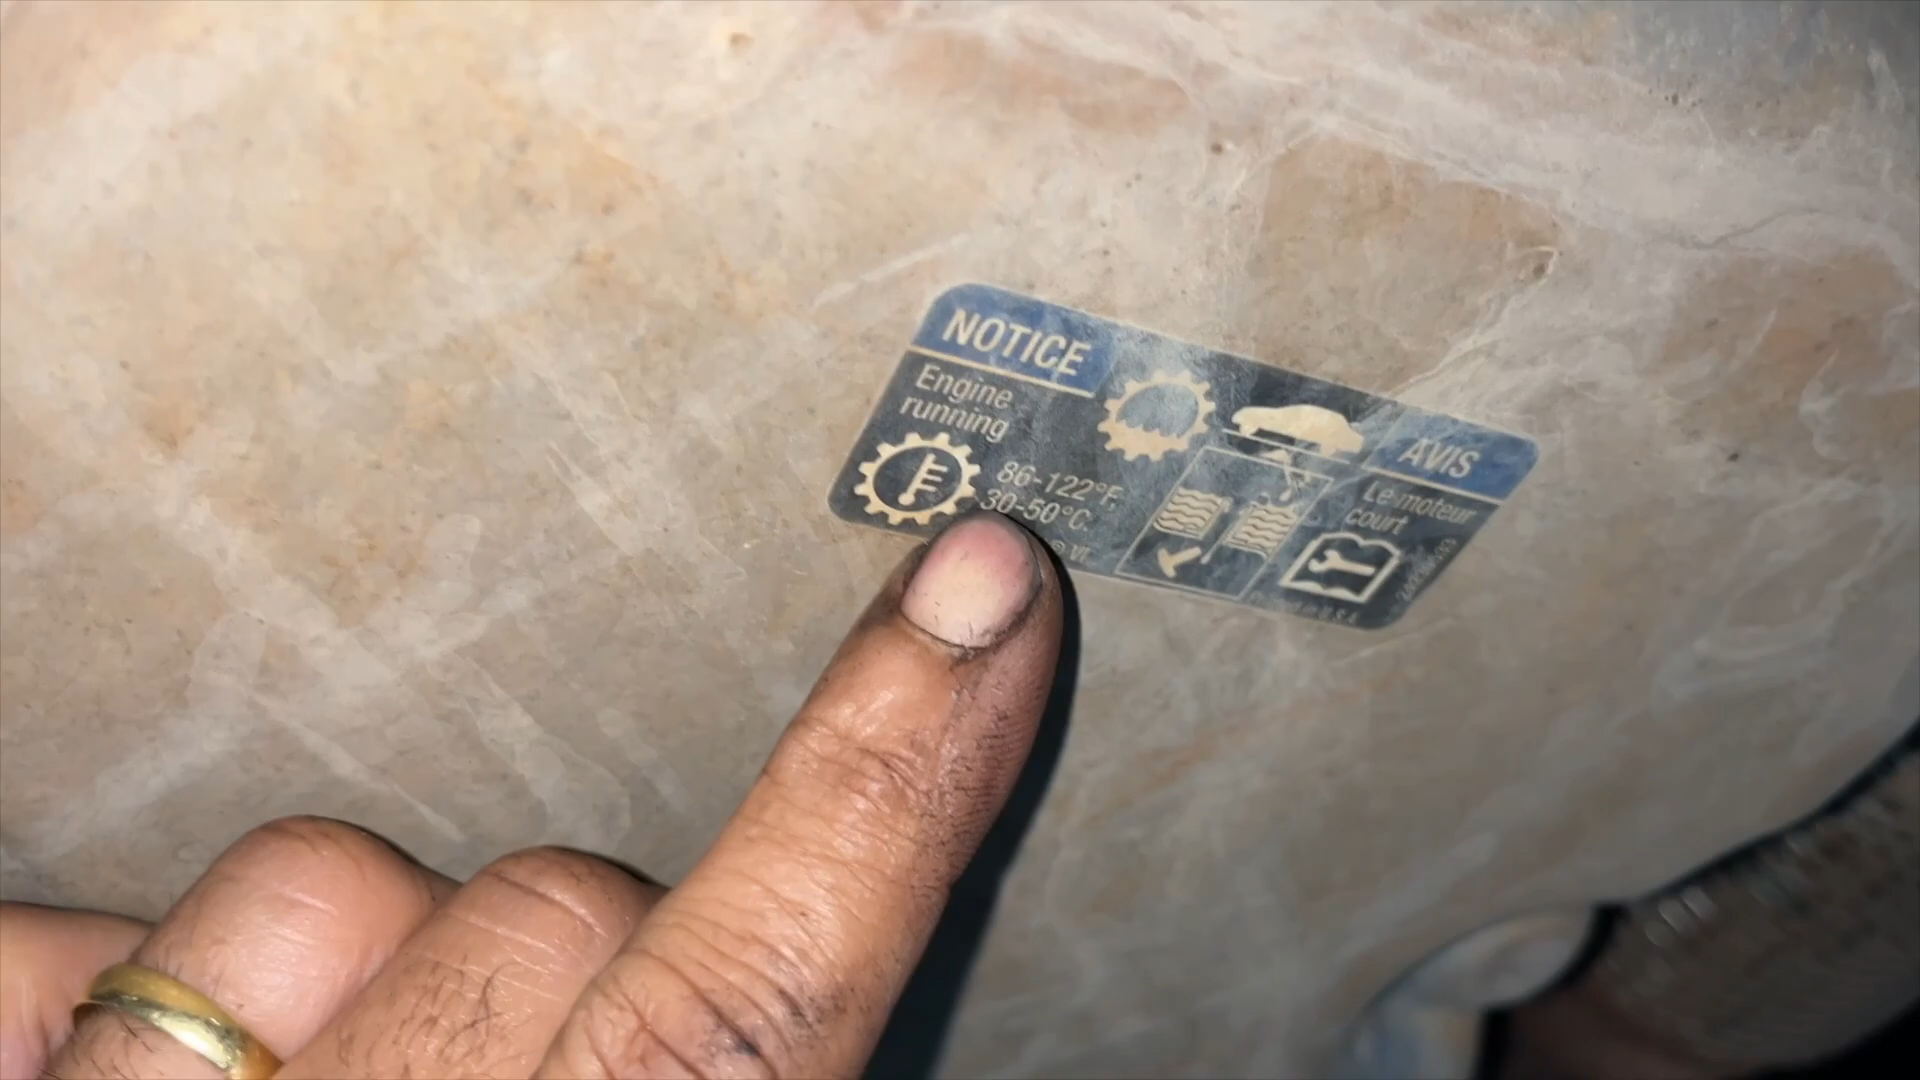 NOTICE
Engine
running
86-122°F,
30-50°C.
AVIS
Le moteur
court